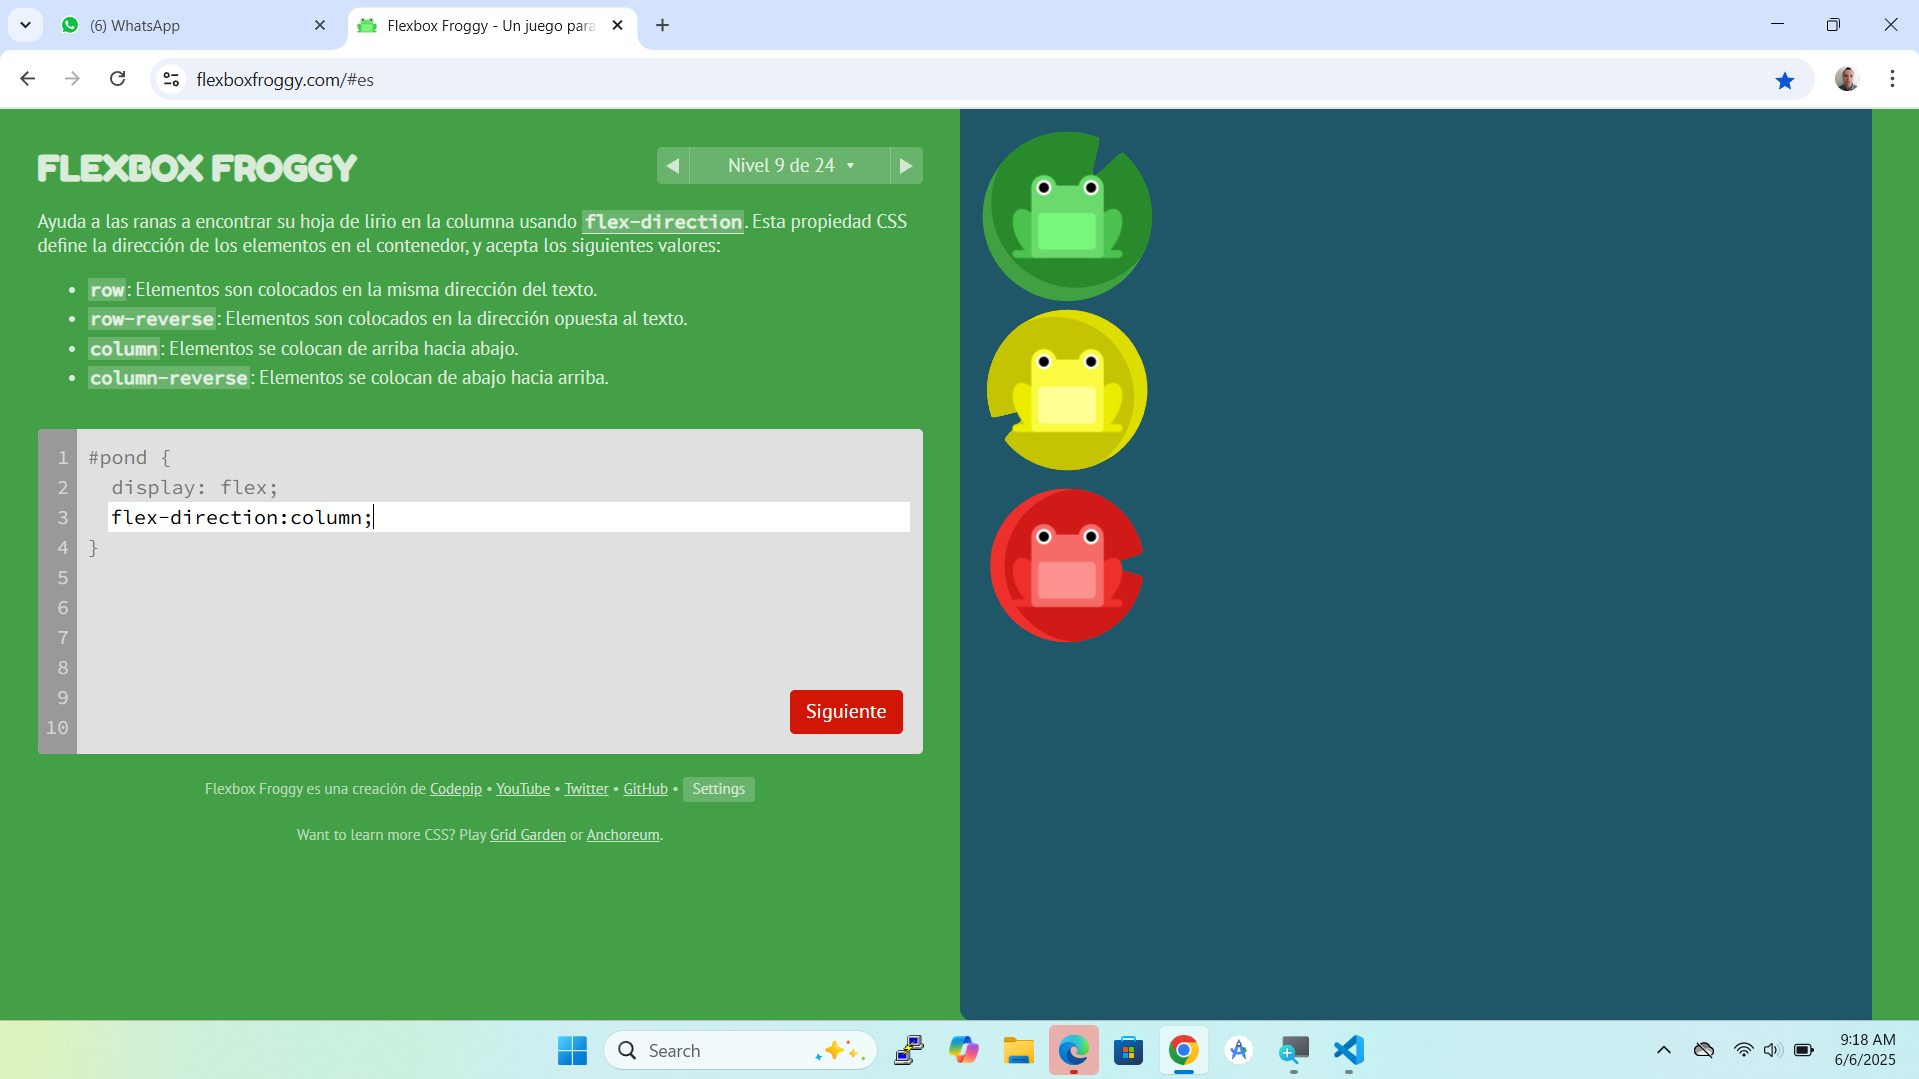 (6) WhatsApp
Flexbox Froggy - Un juego para
flexboxfroggy.com/#es
FLEXBOX FROGGY
Nivel 9 de 24
Ayuda a las ranas a encontrar su hoja de lirio en la columna usando flex-direction. Esta propiedad CSS
define la dirección de los elementos en el contenedor, y acepta los siguientes valores:
• row: Elementos son colocados en la misma dirección del texto.
• row-reverse: Elementos son colocados en la dirección opuesta al texto.
• column: Elementos se colocan de arriba hacia abajo.
• column-reverse: Elementos se colocan de abajo hacia arriba.
1 #pond {
2 display: flex;
3 flex-direction:column;
4 }
5
6
7
8
9
10
Siguiente
Flexbox Froggy es una creación de Codepip • YouTube • Twitter • GitHub • Settings
Want to learn more CSS? Play Grid Garden or Anchoreum.
Search
9:18 AM
6/6/2025